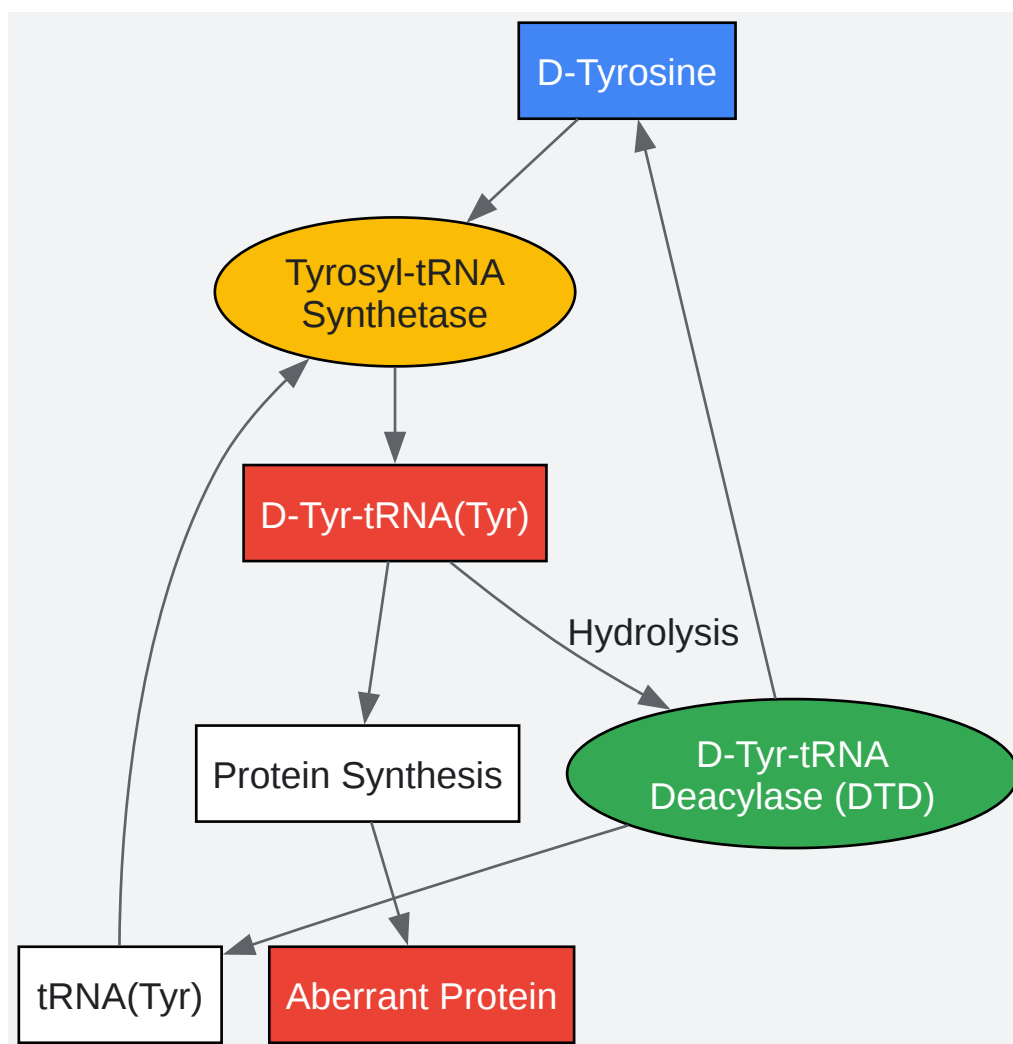 D-Tyrosine
Tyrosyl-tRNA
Synthetase
D-Tyr-tRNA(Tyr)
Hydrolysis
Protein Synthesis
D-Tyr-tRNA
Deacylase (DTD)
tRNA(Tyr)
Aberrant Protein